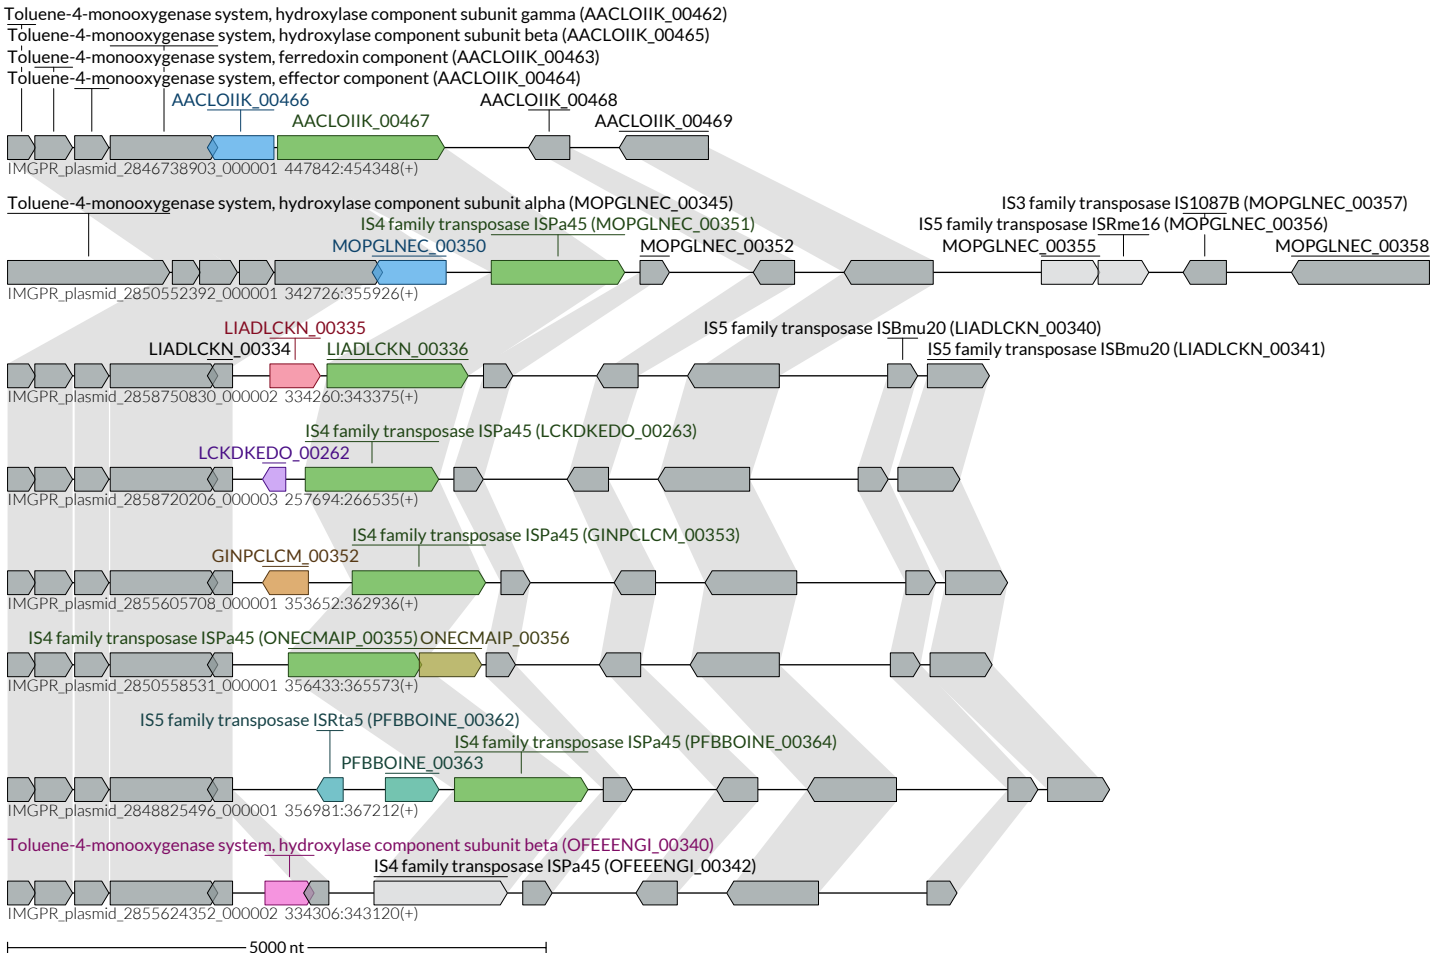 Toluene-4-monooxygenase system, hydroxylase component subunit gamma (AACLOIIK_00462)
Toluene-4-monooxygenase system, hydroxylase component subunit beta (AACLOIIK_00465)
Toluene-4-monooxygenase system, ferredoxin component (AACLOIIK_00463)
Toluene-4-monooxygenase system, effector component (AACLOIIK_00464)
AACLOIIK_00466 AACLOIIK_00468
AACLOIIK_00467 AACLOIIK_00469
IMGPR_plasmid_2846738903_000001 447842:454348(+)
Toluene-4-monooxygenase system, hydroxylase component subunit alpha (MOPGLNEC_00345) IS3 family transposase IS1087B (MOPGLNEC_00357)
IS4 family transposase ISPa45 (MOPGLNEC_00351) IS5 family transposase ISRme16 (MOPGLNEC_00356)
MOPGLNEC_00350 MOPGLNEC_00352 MOPGLNEC_00355 MOPGLNEC_00358
IMGPR_plasmid_2850552392_000001 342726:355926(+)
LIADLCKN_00335 IS5 family transposase ISBmu20 (LIADLCKN_00340)
LIADLCKN_00334 LIADLCKN_00336 IS5 family transposase ISBmu20 (LIADLCKN_00341)
IMGPR_plasmid_2858750830_000002 334260:343375(+)
IS4 family transposase ISPa45 (LCKDKEDO_00263)
LCKDKEDO_00262
IMGPR_plasmid_2858720206_000003 257694:266535(+)
IS4 family transposase ISPa45 (GINPCLCM_00353)
GINPCLCM_00352
IMGPR_plasmid_2855605708_000001 353652:362936(+)
IS4 family transposase ISPa45 (ONECMAIP_00355) ONECMAIP_00356
IMGPR_plasmid_2850558531_000001 356433:365573(+)
IS5 family transposase ISRta5 (PFBBOINE_00362)
IS4 family transposase ISPa45 (PFBBOINE_00364)
PFBBOINE_00363
IMGPR_plasmid_2848825496_000001 356981:367212(+)
Toluene-4-monooxygenase system, hydroxylase component subunit beta (OFEEENGI_00340)
IS4 family transposase ISPa45 (OFEEENGI_00342)
IMGPR_plasmid_2855624352_000002 334306:343120(+)
5000 nt